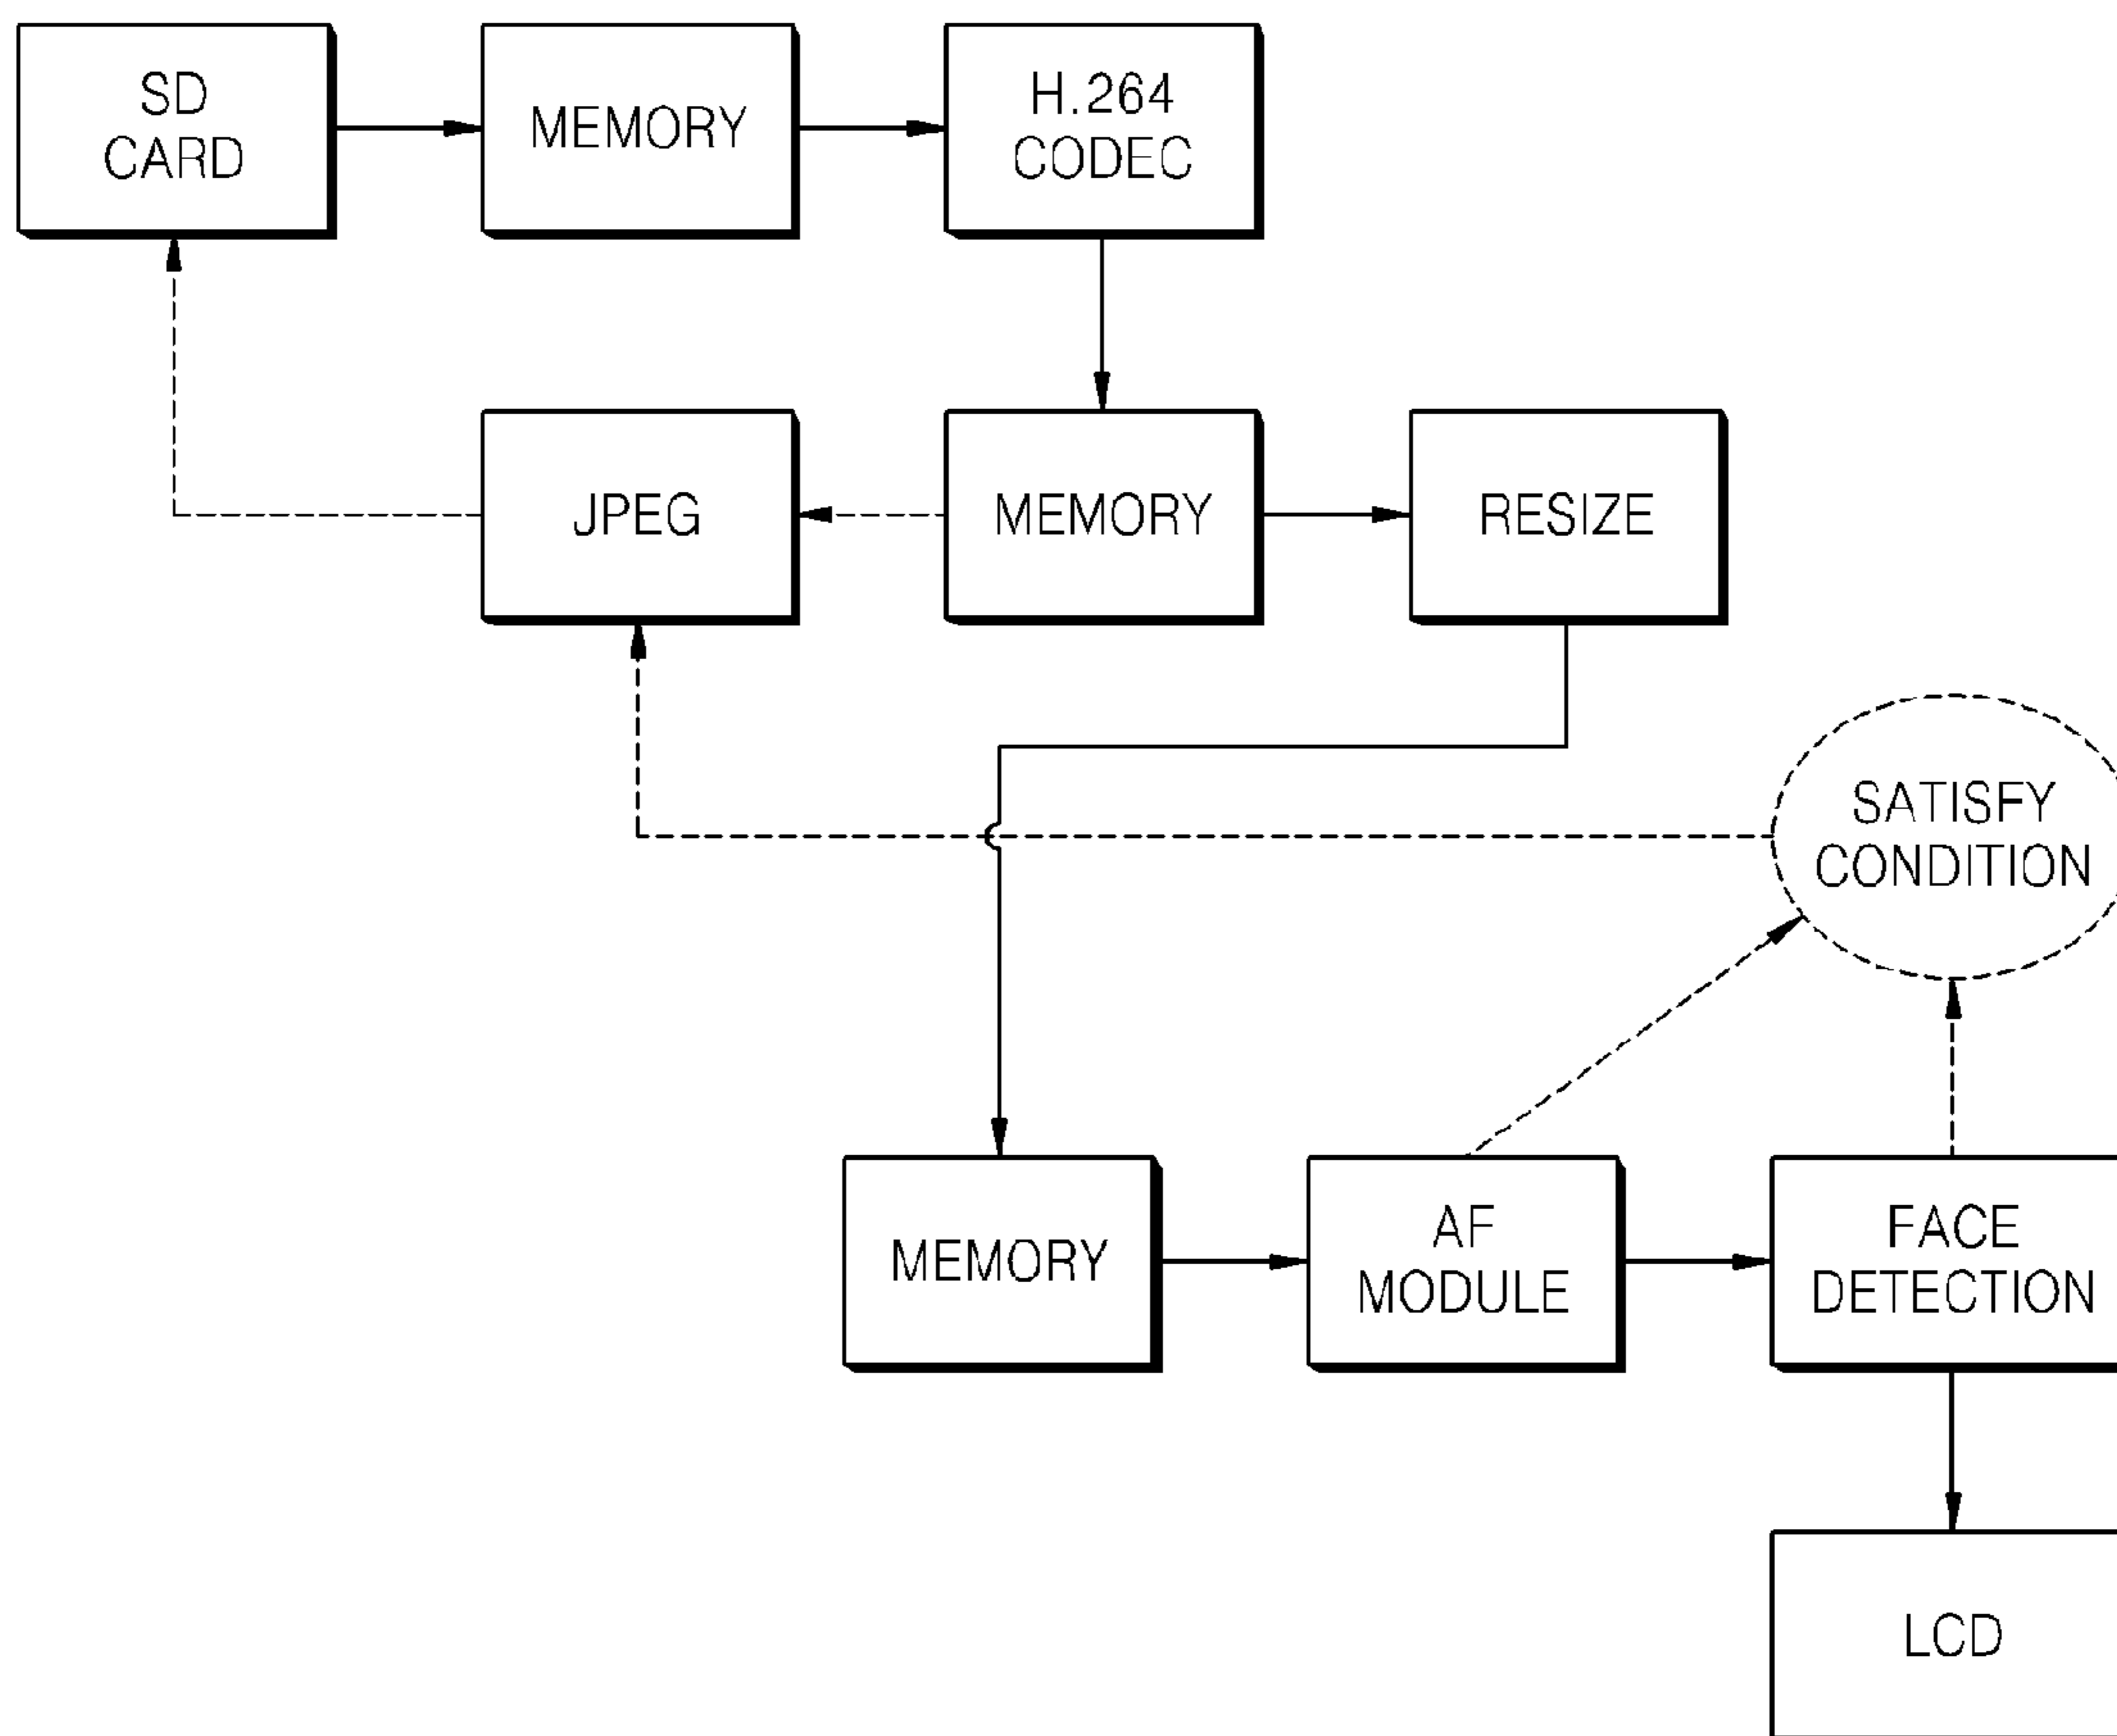 SD
CARD
MEMORY
H.264
CODEC
JPEG
MEMORY
RESIZE
SATISFY
CONDITION
MEMORY
AF
MODULE
FACE
DETECTION
LCD